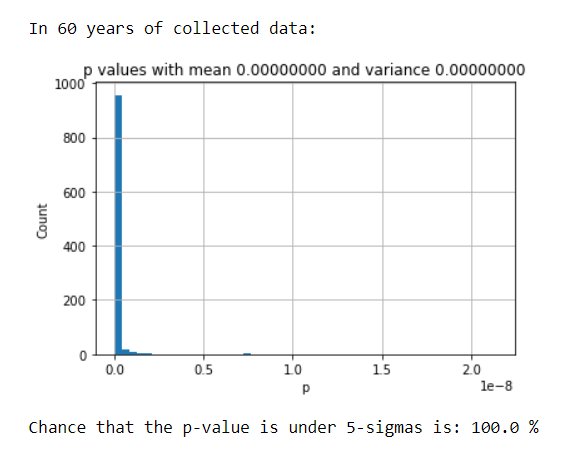 In 60 years of collected data:
p values with mean 0.00000000 and variance 0.00000000
1000
800
600
400
200
0
Count
0.0 0.5 1.0 1.5 2.0
p
1e−8
Chance that the p-value is under 5-sigmas is: 100.0 %